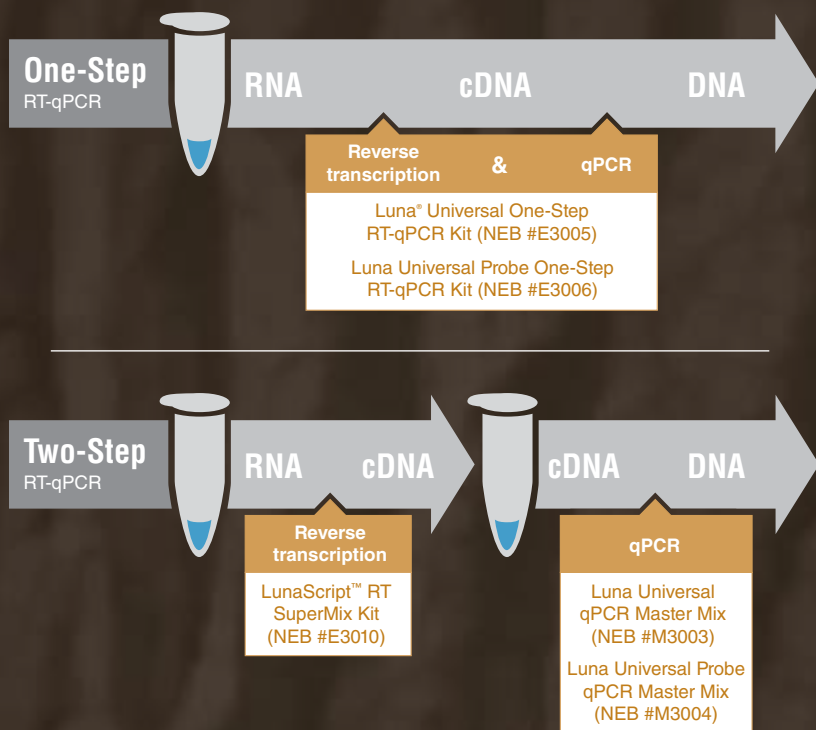 One-Step
RT-qPCR
RNA
cDNA
DNA
Reverse
transcription
&
qPCR
Luna® Universal One-Step
RT-qPCR Kit (NEB #E3005)
Luna Universal Probe One-Step
RT-qPCR Kit (NEB #E3006)
Two-Step
RT-qPCR
RNA
cDNA
cDNA
DNA
Reverse
transcription
LunaScript™ RT
SuperMix Kit
(NEB #E3010)
qPCR
Luna Universal
qPCR Master Mix
(NEB #M3003)
Luna Universal Probe
qPCR Master Mix
(NEB #M3004)